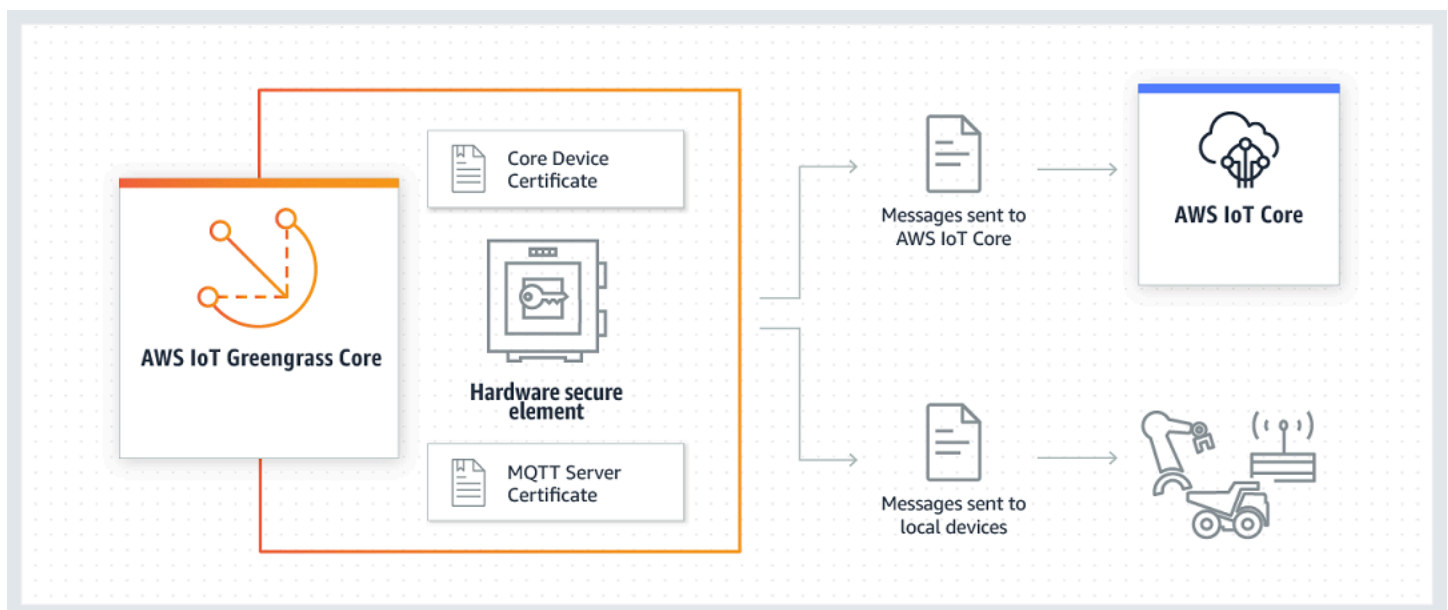 AWS IoT Greengrass Core
Core Device
Certificate
Hardware secure
element
MQTT Server
Certificate
Messages sent to
AWS IoT Core
AWS IoT Core
Messages sent to
local devices